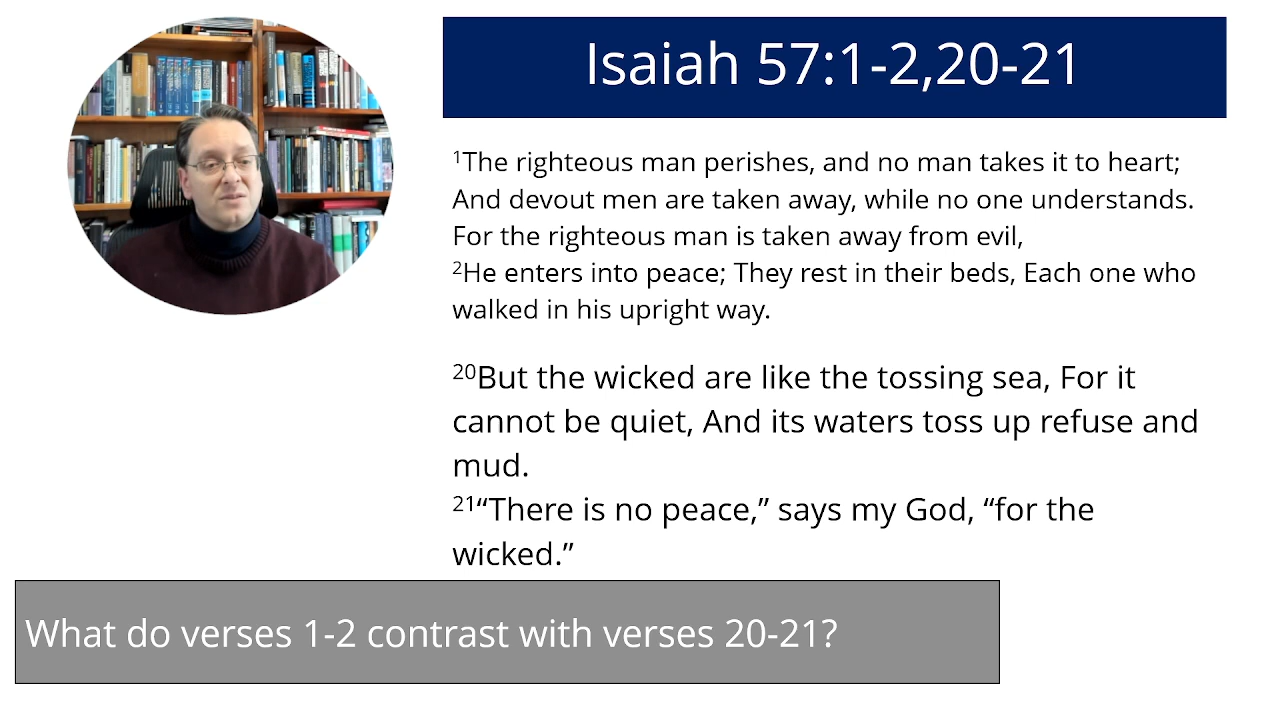 Isaiah 57:1-2,20-21
1The righteous man perishes, and no man takes it to heart;
And devout men are taken away, while no one understands.
For the righteous man is taken away from evil,
2He enters into peace; They rest in their beds, Each one who
walked in his upright way.
20But the wicked are like the tossing sea, For it
cannot be quiet, And its waters toss up refuse and
mud.
21“There is no peace,” says my God, “for the
wicked.”
What do verses 1-2 contrast with verses 20-21?